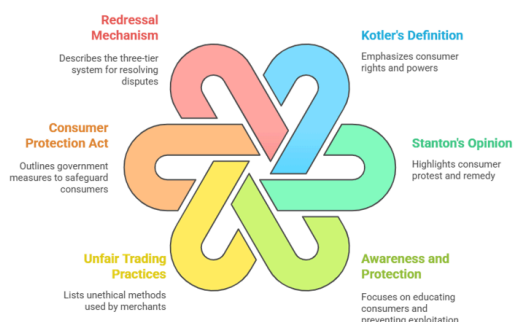 Redressal
Mechanism
Describes the three-tier
system for resolving
disputes
Kotler's Definition
Emphasizes consumer
rights and powers
Consumer
Protection Act
Outlines government
measures to safeguard
consumers
Stanton's Opinion
Highlights consumer
protest and remedy
Unfair Trading
Practices
Lists unethical methods
used by merchants
Awareness and
Protection
Focuses on educating
consumers and
preventing exploitation